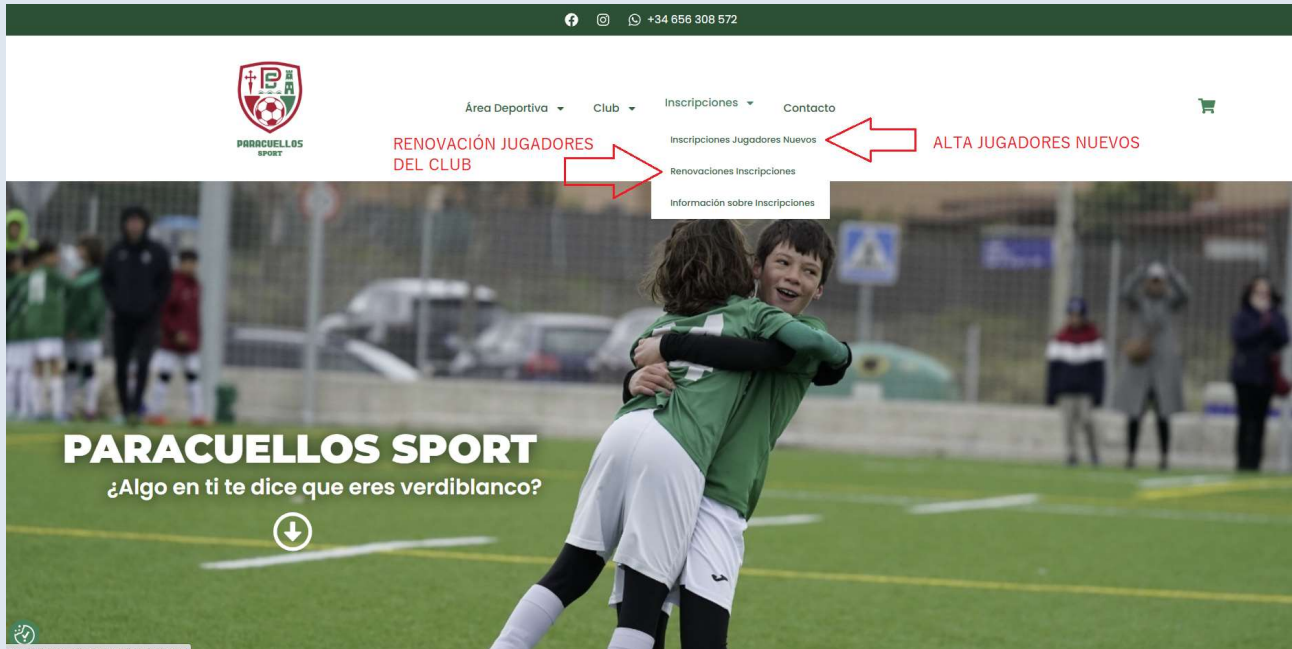 +34 656 308 572
PS
PARACUELLOS
SPORT
Área Deportiva
Club
Inscripciones
Contacto
RENOVACIÓN JUGADORES
DEL CLUB
Inscripciones Jugadores Nuevos
Renovaciones Inscripciones
Información sobre Inscripciones
ALTA JUGADORES NUEVOS
PARACUELLOS SPORT
¿Algo en ti te dice que eres verdiblanco?